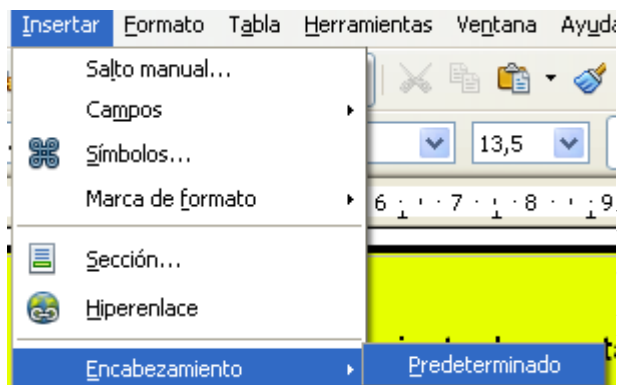 Insertar Formato Tabla Herramientas Ventana Ayuda
Salto manual...
Campos
Símbolos... 13,5
Marca de formato 6 7 8 9
Sección...
Hiperenlace
Encabezamiento Predeterminado